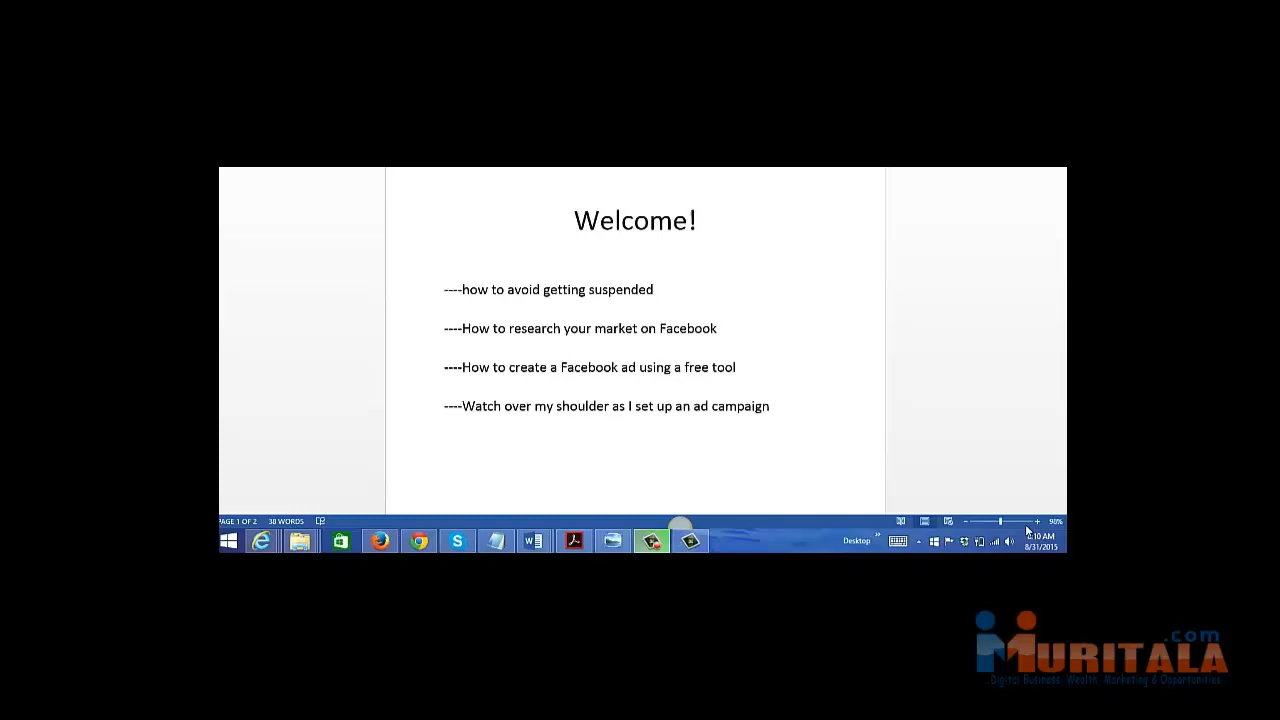 Welcome!
----how to avoid getting suspended
----How to research your market on Facebook
----How to create a Facebook ad using a free tool
----Watch over my shoulder as I set up an ad campaign
PAGE 1 OF 2 38 WORDS 98%
Desktop
:10 AM
8/31/2015
.com
MURITALA
Digital Business, Wealth, Marketing & Opportunities